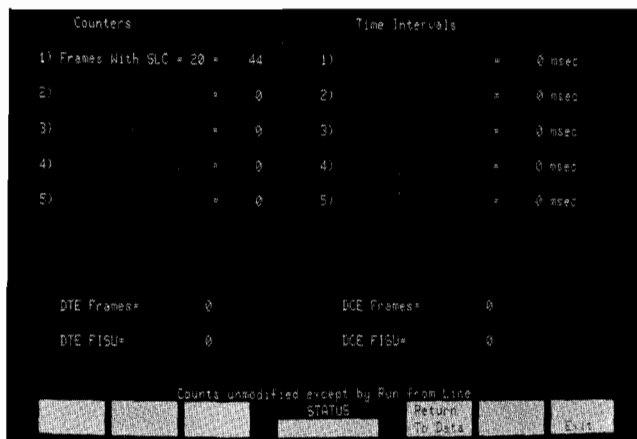 Counters Time Intervals
1) Frames With SLC = 20 = 44 1) = 0 msec
2) = 0 2) = 0 msec
3) = 0 3) = 0 msec
4) = 0 4) = 0 msec
5) = 0 5) = 0 msec
DTE Frames= 0 DCE Frames= 0
DTE FISU= 0 DCE FISU= 0
Counts unmodified except by Run from Line
STATUS
Return
To Data
Exit